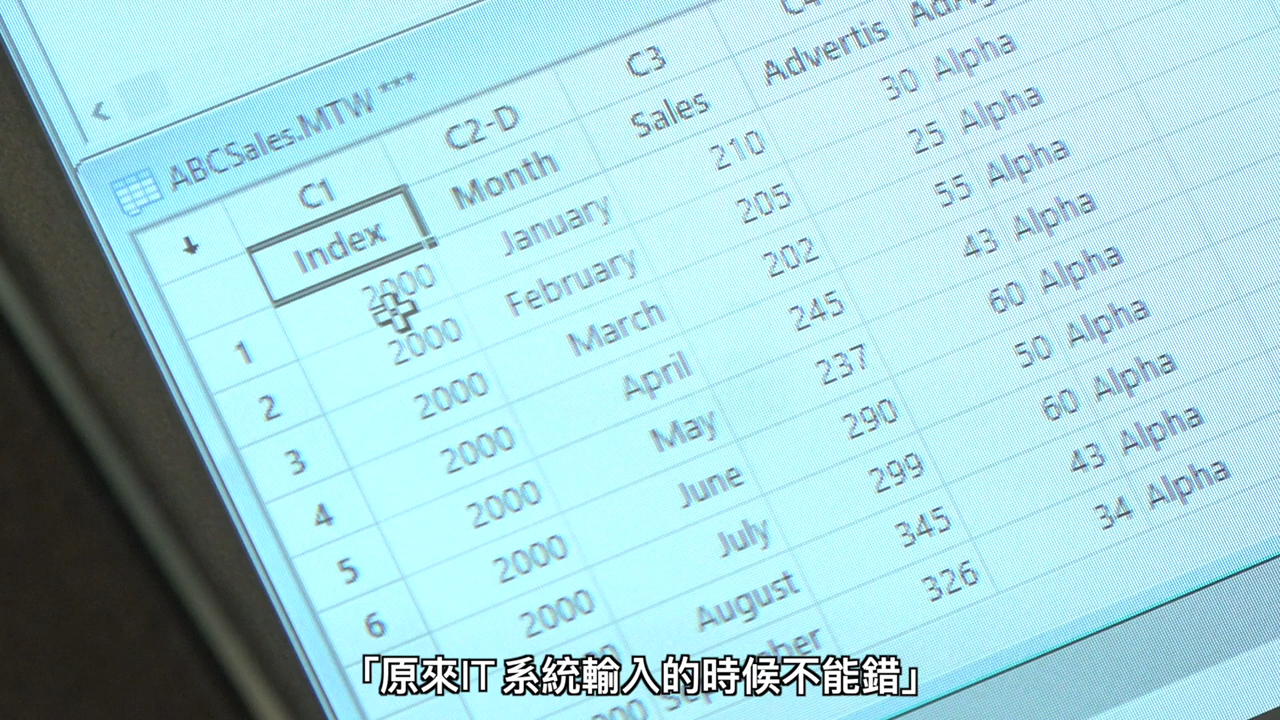 ABCSales.MTW ***
C1 C2-D C3 C4
Index Month Sales Advertis
1 2000 January 210 30 Alpha
2 2000 February 205 25 Alpha
3 2000 March 202 55 Alpha
4 2000 April 245 43 Alpha
5 2000 May 237 60 Alpha
6 2000 June 290 50 Alpha
2000 July 299 60 Alpha
August 345 43 Alpha
September 326 34 Alpha
「原來IT系統輸入的時候不能錯」